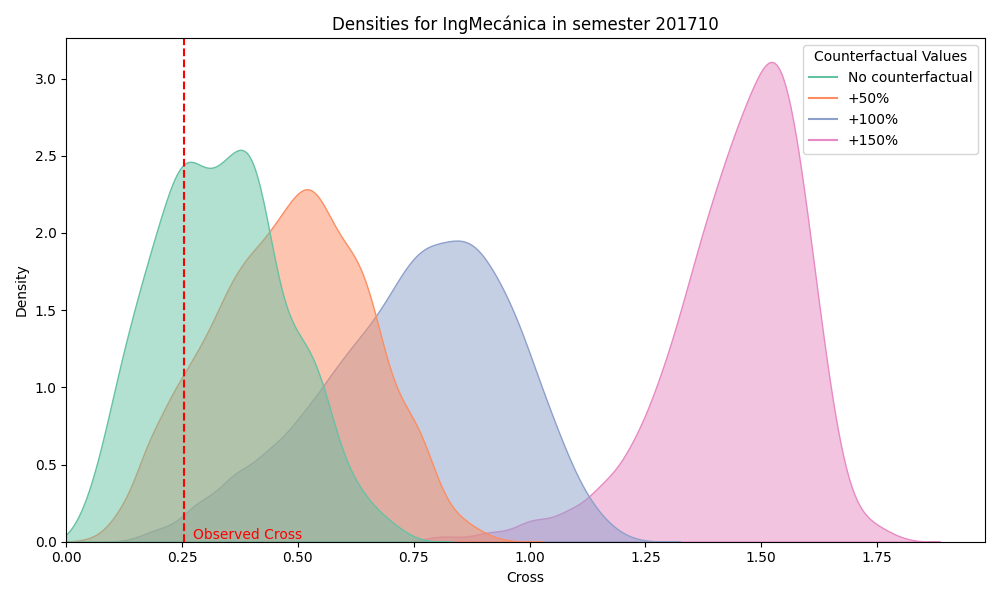 Densities for IngMecánica in semester 201710
Counterfactual Values
No counterfactual
+50%
+100%
+150%
Density
3.0
2.5
2.0
1.5
1.0
0.5
0.0
Observed Cross
0.00 0.25 0.50 0.75 1.00 1.25 1.50 1.75
Cross